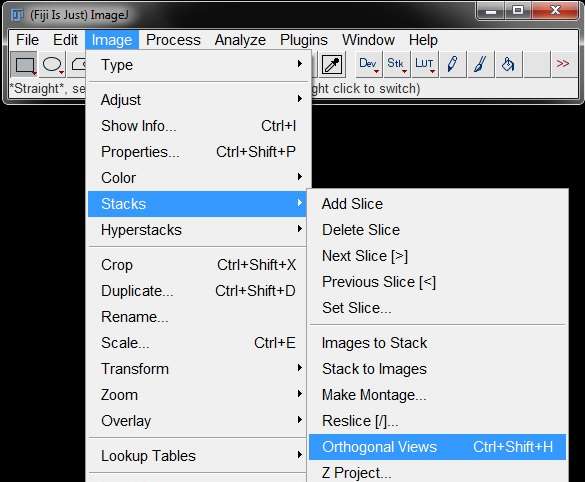 (Fiji Is Just) ImageJ
File Edit Image Process Analyze Plugins Window Help
Dev Stk LUT >>
*Straight*, se ght click to switch)
Type
Adjust
Show Info... Ctrl+I
Properties... Ctrl+Shift+P
Color
Stacks
Hyperstacks
Crop Ctrl+Shift+X
Duplicate... Ctrl+Shift+D
Rename...
Scale... Ctrl+E
Transform
Zoom
Overlay
Lookup Tables
Add Slice
Delete Slice
Next Slice [>]
Previous Slice [<]
Set Slice...
Images to Stack
Stack to Images
Make Montage...
Reslice [/]...
Orthogonal Views Ctrl+Shift+H
Z Project...